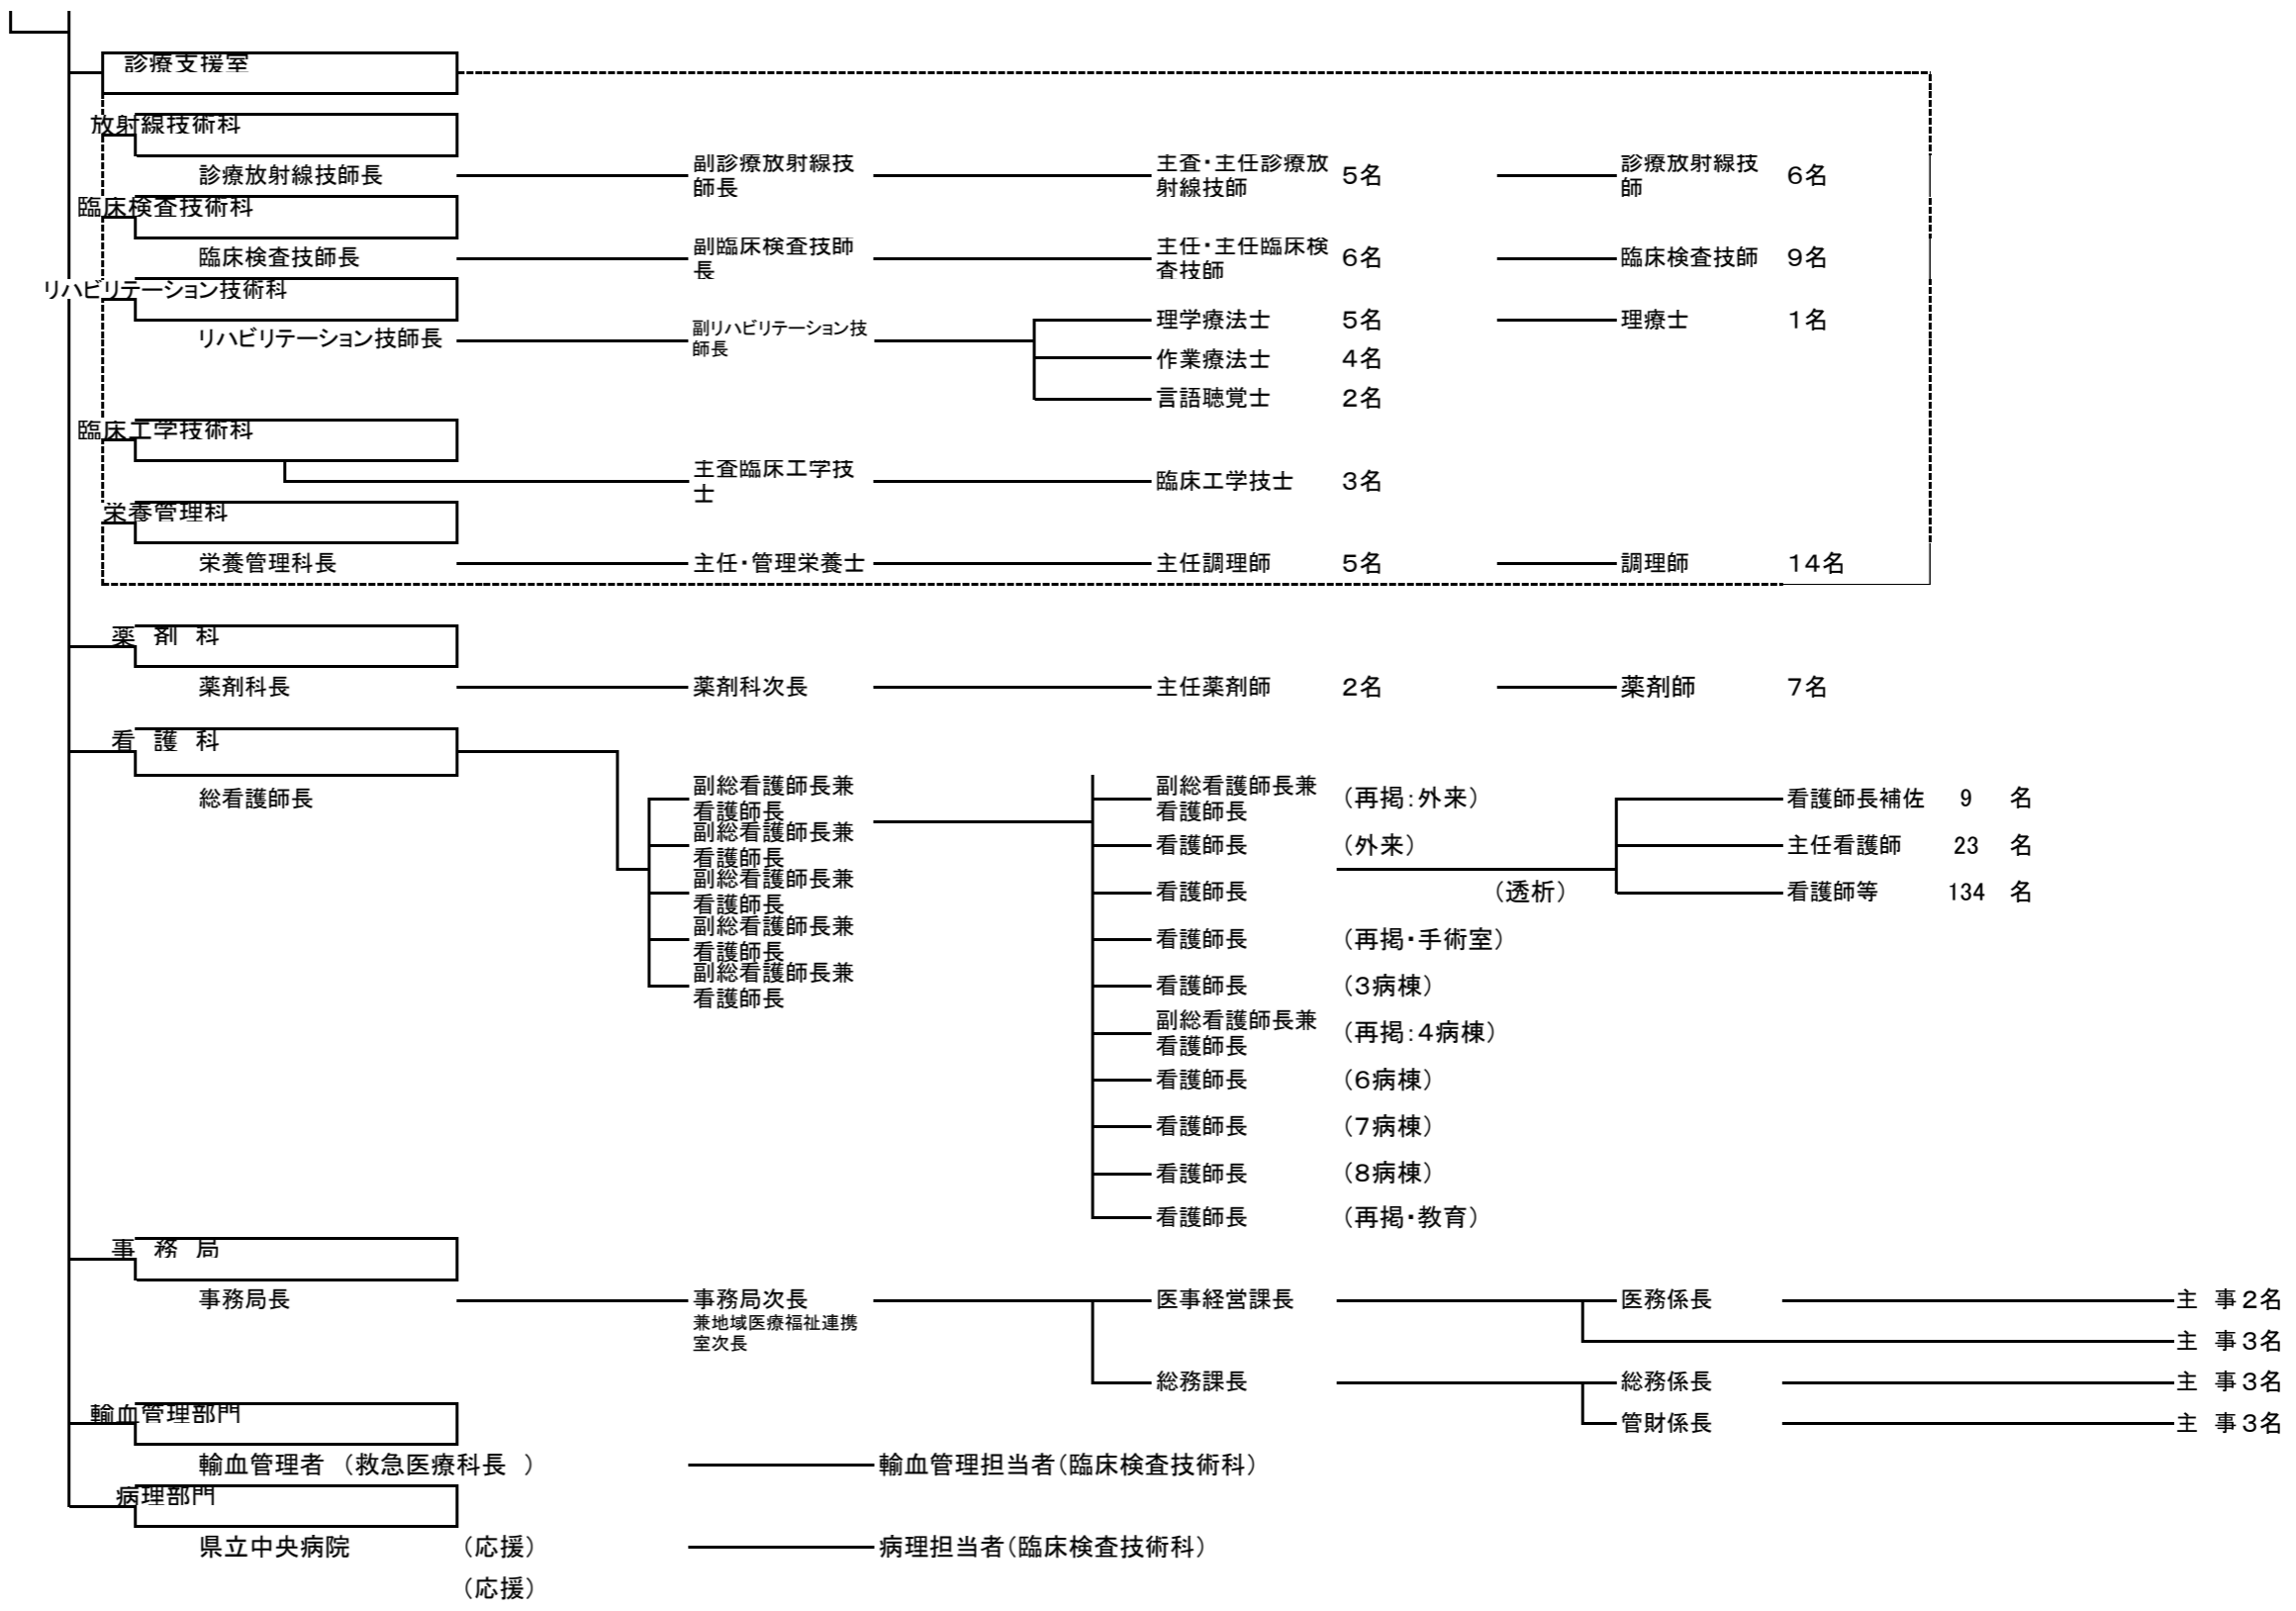 診療支援室
放射線技術科
診療放射線技師長 副診療放射線技 主査・主任診療放 5名 診療放射線技 6名
師長 射線技師 師
臨床検査技術科
臨床検査技師長 副臨床検査技師 主任・主任臨床検 6名 臨床検査技師 9名
長 査技師
リハビリテーション技術科
リハビリテーション技師長 副リハビリテーション技 理学療法士 5名 理療士 1名
師長
作業療法士 4名
言語聴覚士 2名
臨床工学技術科
主査臨床工学技 臨床工学技士 3名
士
栄養管理科
栄養管理科長 主任・管理栄養士 主任調理師 5名 調理師 14名
薬 剤 科
薬剤科長 薬剤科次長 主任薬剤師 2名 薬剤師 7名
看 護 科
総看護師長 副総看護師長兼 副総看護師長兼 (再掲:外来) 看護師長補佐 9 名
看護師長 看護師長
副総看護師長兼 看護師長 (外来) 主任看護師 23 名
看護師長
副総看護師長兼 看護師長 (透析) 看護師等 134 名
看護師長
副総看護師長兼 看護師長 (再掲・手術室)
看護師長
副総看護師長兼 看護師長 (3病棟)
看護師長
副総看護師長兼 (再掲:4病棟)
看護師長
看護師長 (6病棟)
看護師長 (7病棟)
看護師長 (8病棟)
看護師長 (再掲・教育)
事 務 局
事務局長 事務局次長 医事経営課長 医務係長 主 事2名
兼地域医療福祉連携
室次長 主 事3名
総務課長 総務係長 主 事3名
管財係長 主 事3名
輸血管理部門
輸血管理者 (救急医療科長 ) 輸血管理担当者(臨床検査技術科)
病理部門
県立中央病院 (応援) 病理担当者(臨床検査技術科)
(応援)